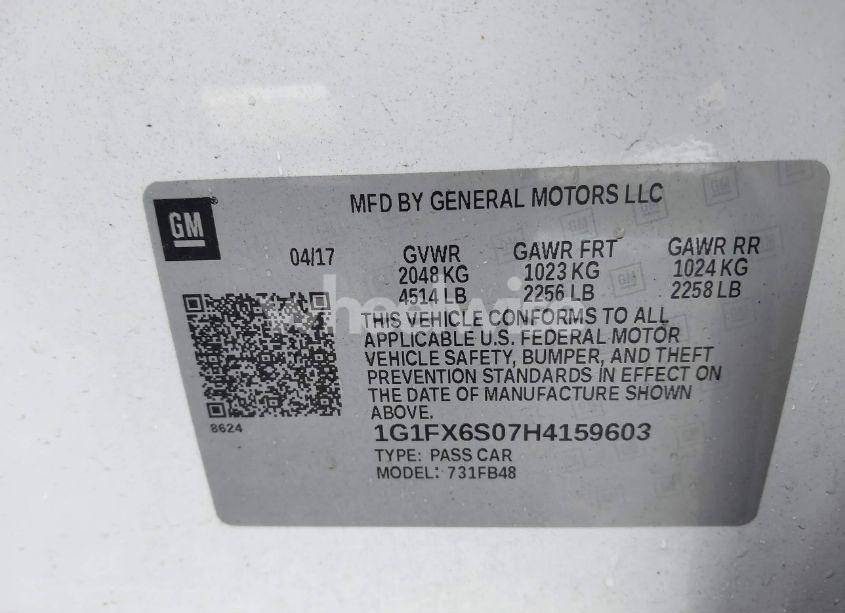 MFD BY GENERAL MOTORS LLC
GM
04/17 GVWR GAWR FRT GAWR RR
2048 KG 1023 KG 1024 KG
4514 LB 2256 LB 2258 LB
THIS VEHICLE CONFORMS TO ALL
APPLICABLE U.S. FEDERAL MOTOR
VEHICLE SAFETY, BUMPER, AND THEFT
PREVENTION STANDARDS IN EFFECT ON
THE DATE OF MANUFACTURE SHOWN
ABOVE.
8624
1G1FX6S07H4159603
TYPE: PASS CAR
MODEL: 731FB48